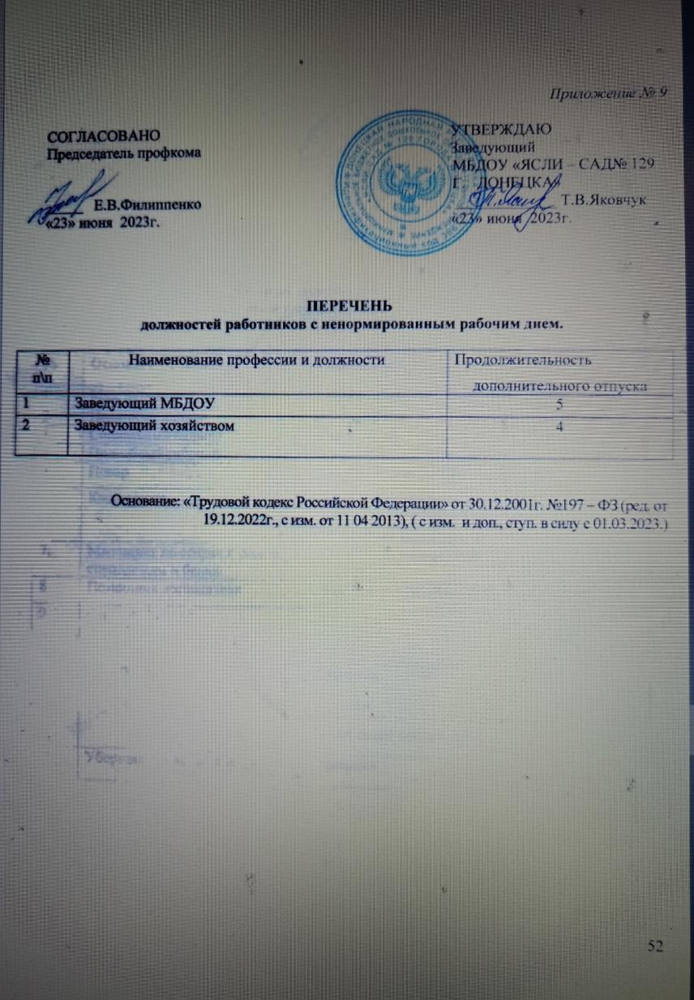 Приложение № 9
СОГЛАСОВАНО
Председатель профкома
Е.В.Филиппенко
«23» июня 2023г.
УТВЕРЖДАЮ
Заведующий
МБДОУ «ЯСЛИ – САД№ 129
Г. ДОНЕЦКА»
Т.В.Яковчук
«23» июня 2023г.
ПЕРЕЧЕНЬ
должностей работников с ненормированным рабочим днем.
№ п\п Наименование профессии и должности Продолжительность
дополнительного отпуска
1 Заведующий МБДОУ 5
2 Заведующий хозяйством 4
Основание: «Трудовой кодекс Российской Федерации» от 30.12.2001г. №197 – ФЗ (ред. от
19.12.2022г., с изм. от 11 04 2013), ( с изм. и доп., ступ. в силу с 01.03.2023.)
52